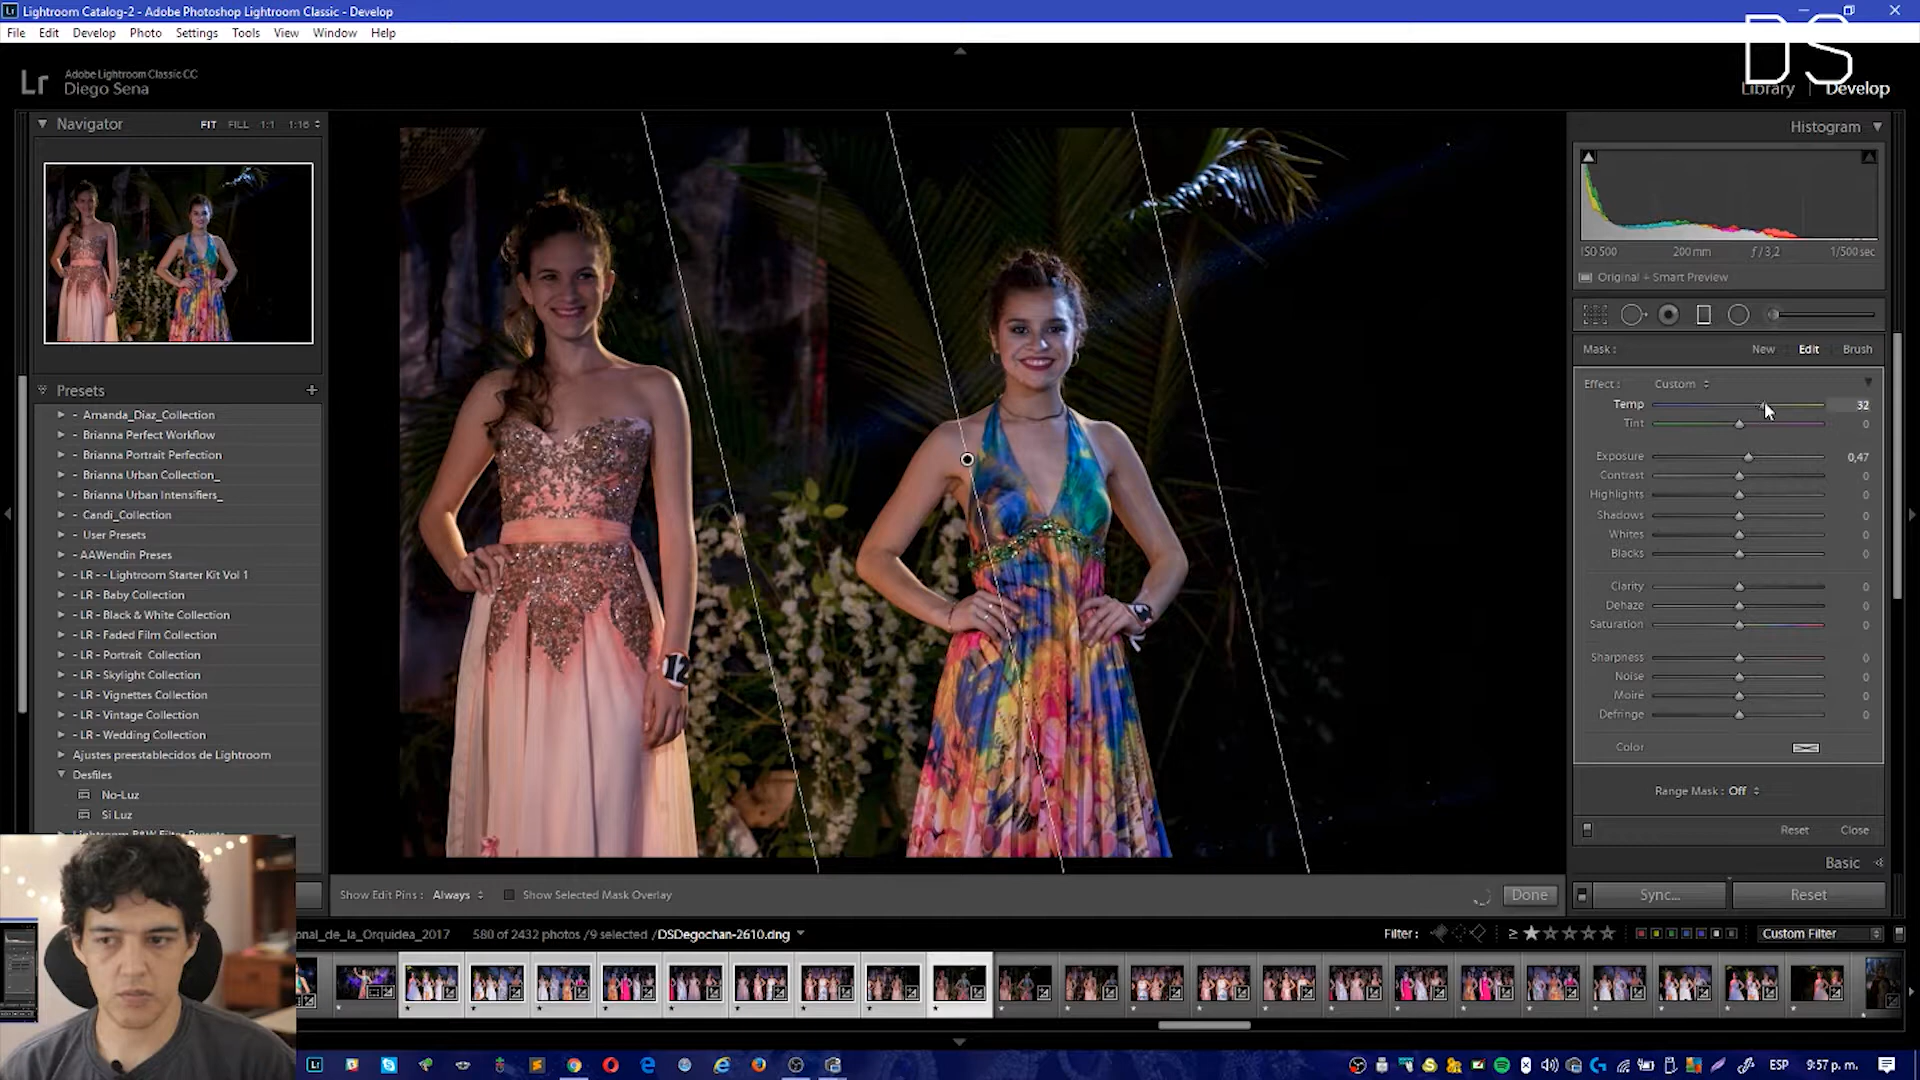 Lightroom Catalog-2 - Adobe Photoshop Lightroom Classic - Develop
File Edit Develop Photo Settings Tools View Window Help
DS
Lr Adobe Lightroom Classic CC
Diego Sena
Library | Develop
Navigator FIT FILL 1:1 1:16
Histogram
ISO 500 200 mm ƒ / 3,2 1/500 sec
Original + Smart Preview
Mask : New Edit Brush
Effect : Custom
Temp 32
Tint 0
Exposure 0,47
Contrast 0
Highlights 0
Shadows 0
Whites 0
Blacks 0
Clarity 0
Dehaze 0
Saturation 0
Sharpness 0
Noise 0
Moiré 0
Defringe 0
Color
Range Mask : Off
Reset Close
Basic
Sync... Reset
Presets +
- Amanda_Diaz_Collection
- Brianna Perfect Workflow
- Brianna Portrait Perfection
- Brianna Urban Collection_
- Brianna Urban Intensifiers_
- Candi_Collection
- User Presets
- AAWendin Preses
- LR - - Lightroom Starter Kit Vol 1
- LR - Baby Collection
- LR - Black & White Collection
- LR - Faded Film Collection
- LR - Portrait Collection
- LR - Skylight Collection
- LR - Vignettes Collection
- LR - Vintage Collection
- LR - Wedding Collection
Ajustes preestablecidos de Lightroom
Desfiles
No-Luz
Si Luz
Lightroom B&W Filter Presets
12
Show Edit Pins : Always Show Selected Mask Overlay Done
onal_de_la_Orquidea_2017 580 of 2432 photos /9 selected /DSDegochan-2610.dng
Filter : ≥ Custom Filter
ESP 9:57 p. m.